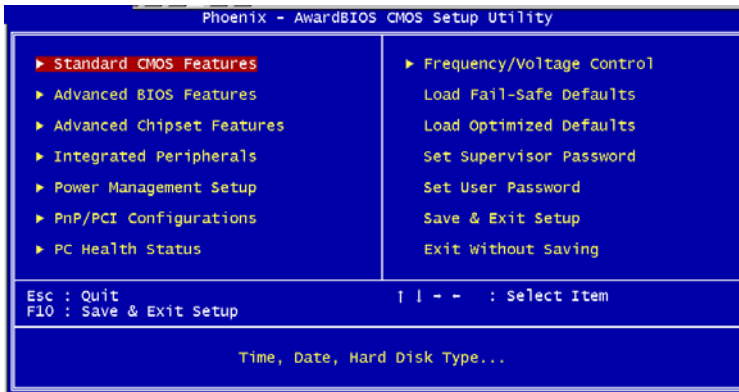 Phoenix - AwardBIOS CMOS Setup Utility
▶ Standard CMOS Features
▶ Advanced BIOS Features
▶ Advanced Chipset Features
▶ Integrated Peripherals
▶ Power Management Setup
▶ PnP/PCI Configurations
▶ PC Health Status
▶ Frequency/Voltage Control
Load Fail-Safe Defaults
Load Optimized Defaults
Set Supervisor Password
Set User Password
Save & Exit Setup
Exit Without Saving
Esc : Quit
F10 : Save & Exit Setup
↑ ↓ → ← : Select Item
Time, Date, Hard Disk Type...